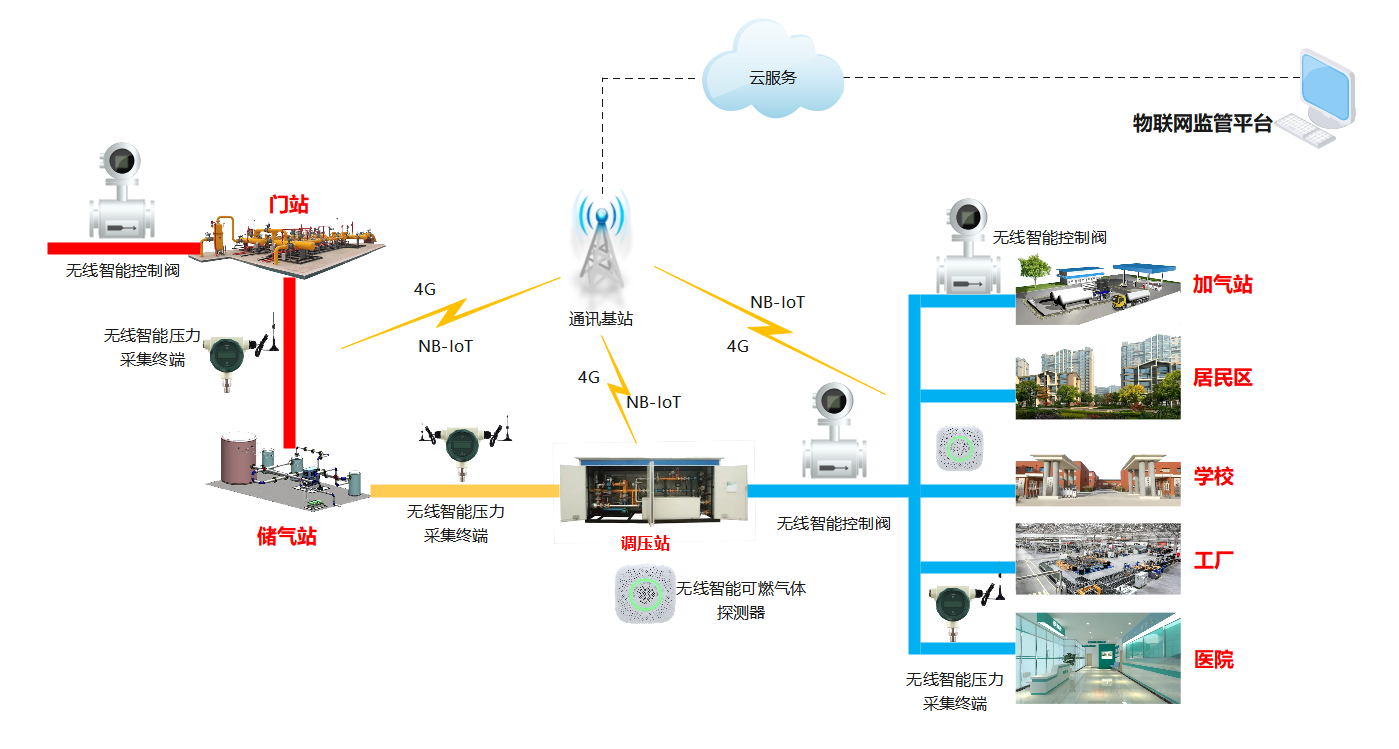 云服务
物联网监管平台
门站
无线智能控制阀
无线智能控制阀
加气站
4G
NB-IoT
通讯基站
NB-IoT
4G
无线智能压力
采集终端
居民区
4G
NB-IoT
学校
无线智能压力
采集终端
无线智能控制阀
储气站
调压站
工厂
无线智能可燃气体
探测器
医院
无线智能压力
采集终端